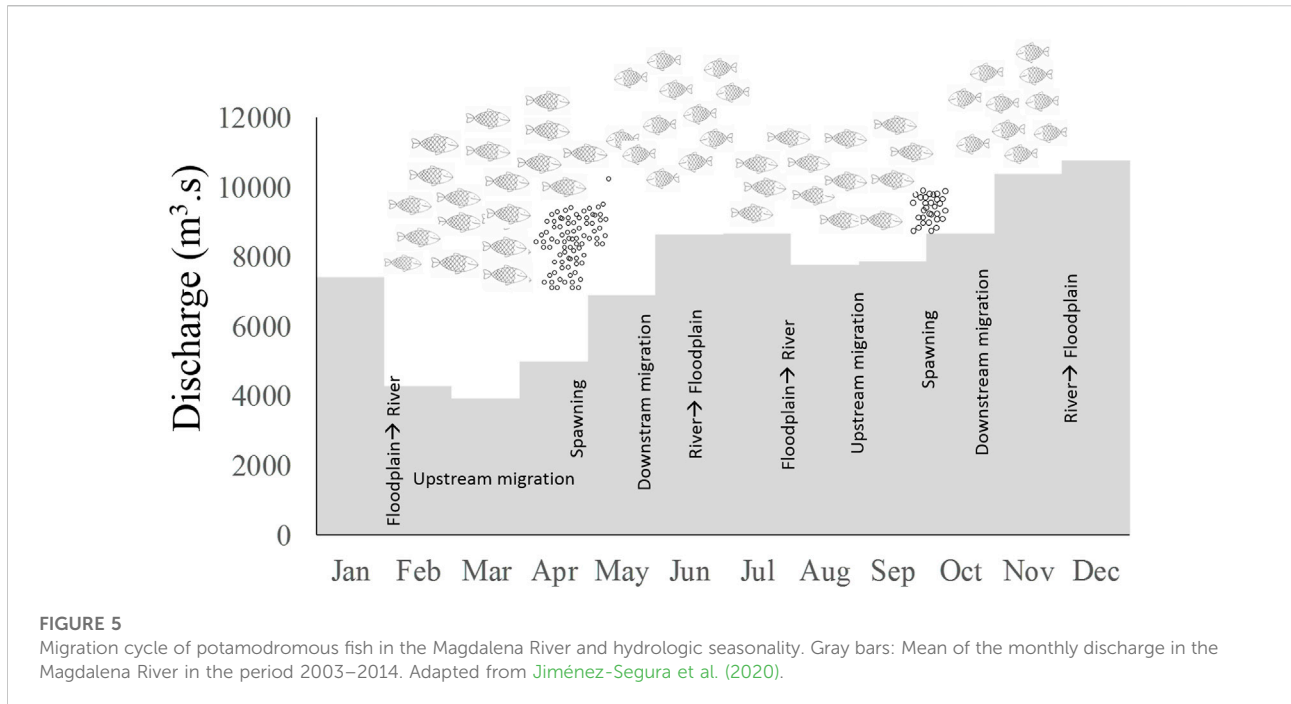 12000
10000
8000
6000
4000
2000
0
Discharge (m³.s)
Floodplain→ River
Upstream migration
Spawning
Downstram migration
River→ Floodplain
Floodplain→ River
Upstream migration
Spawning
Downstream migration
River→ Floodplain
Jan Feb Mar Apr May Jun Jul Aug Sep Oct Nov Dec
FIGURE 5
Migration cycle of potamodromous fish in the Magdalena River and hydrologic seasonality. Gray bars: Mean of the monthly discharge in the
Magdalena River in the period 2003–2014. Adapted from Jiménez-Segura et al. (2020).